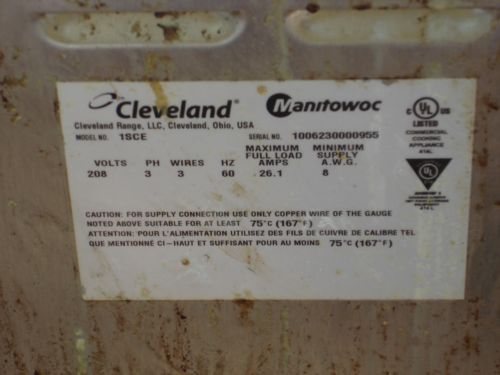 Cleveland® Manitowoc
Cleveland Range, LLC, Cleveland, Ohio, USA
MODEL NO. 1SCE SERIAL NO. 1006230000955
MAXIMUM MINIMUM
FULL LOAD SUPPLY
VOLTS PH WIRES HZ AMPS A.W.G.
208 3 3 60 26.1 8
CAUTION: FOR SUPPLY CONNECTION USE ONLY COPPER WIRE OF THE GAUGE
NOTED ABOVE SUITABLE FOR AT LEAST 75°C (167°F)
ATTENTION: POUR L'ALIMENTATION UTILISEZ DES FILS DE CUIVRE DE CALIBRE TEL
QUE MENTIONNÉ CI-HAUT ET SUFFISANT POUR AU MOINS 75°C (167°F)
C UL US
LISTED
COMMERCIAL
COOKING
APPLIANCE
UL